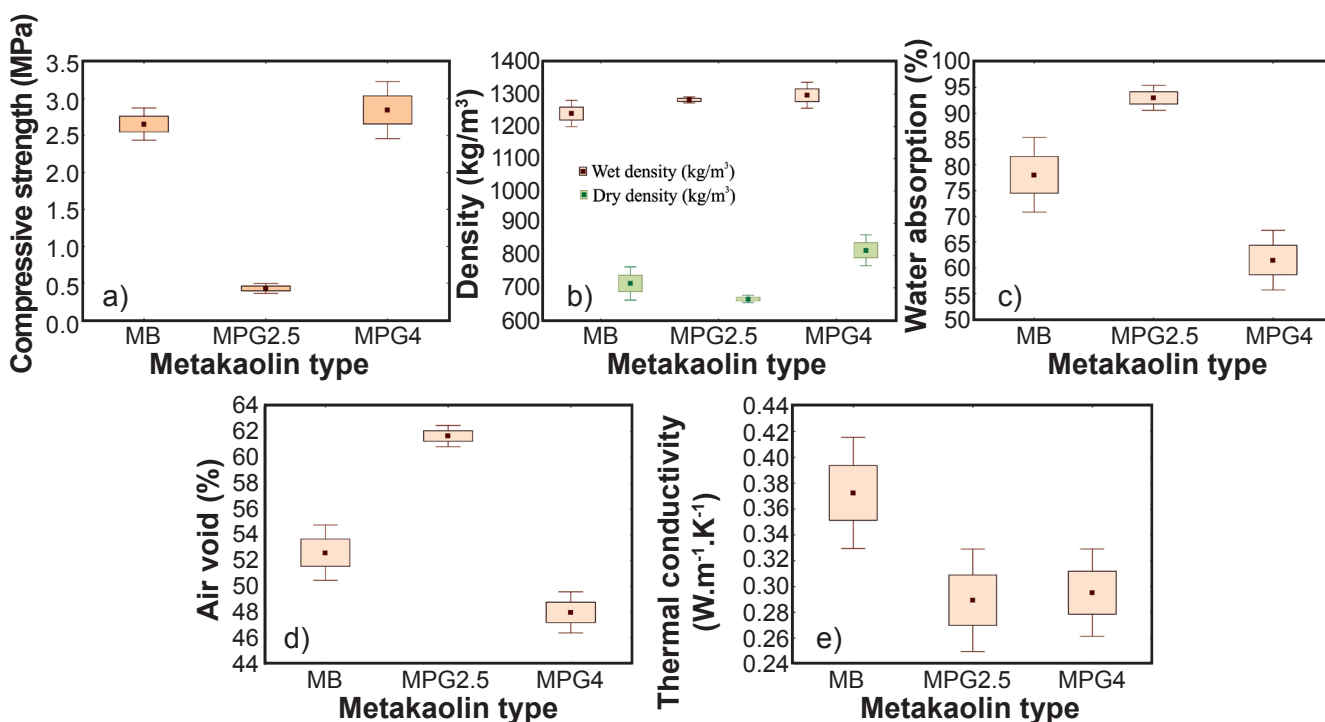 Compressive strength (MPa)
3.5
3.0
2.5
2.0
1.5
1.0
0.5
0.0
a)
MB MPG2.5 MPG4
Metakaolin type
Density (kg/m³)
1400
1300
1200
1100
1000
900
800
700
600
Wet density (kg/m³)
Dry density (kg/m³)
b)
MB MPG2.5 MPG4
Metakaolin type
Water absorption (%)
100
95
90
85
80
75
70
65
60
55
50
c)
MB MPG2.5 MPG4
Metakaolin type
Air void (%)
64
62
60
58
56
54
52
50
48
46
44
d)
MB MPG2.5 MPG4
Metakaolin type
Thermal conductivity
(W.m⁻¹.K⁻¹)
0.44
0.42
0.40
0.38
0.36
0.34
0.32
0.30
0.28
0.26
0.24
e)
MB MPG2.5 MPG4
Metakaolin type